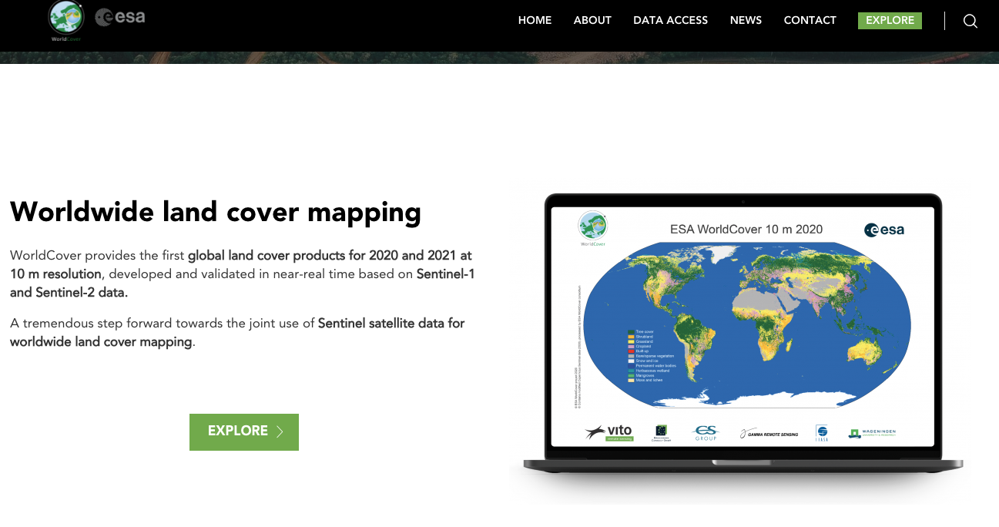 WorldCover
esa
HOME ABOUT DATA ACCESS NEWS CONTACT EXPLORE
Worldwide land cover mapping
WorldCover provides the first global land cover products for 2020 and 2021 at
10 m resolution, developed and validated in near-real time based on Sentinel-1
and Sentinel-2 data.
A tremendous step forward towards the joint use of Sentinel satellite data for
worldwide land cover mapping.
EXPLORE
WorldCover
ESA WorldCover 10 m 2020
esa
Tree cover
Shrubland
Grassland
Cropland
Built-up
Bare/sparse vegetation
Snow and ice
Permanent water bodies
Herbaceous wetland
Mangroves
Moss and lichen
vito
remote sensing
CS
GROUP
GAMMA REMOTE SENSING
IIASA
WAGENINGEN